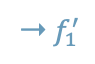 → f₁′